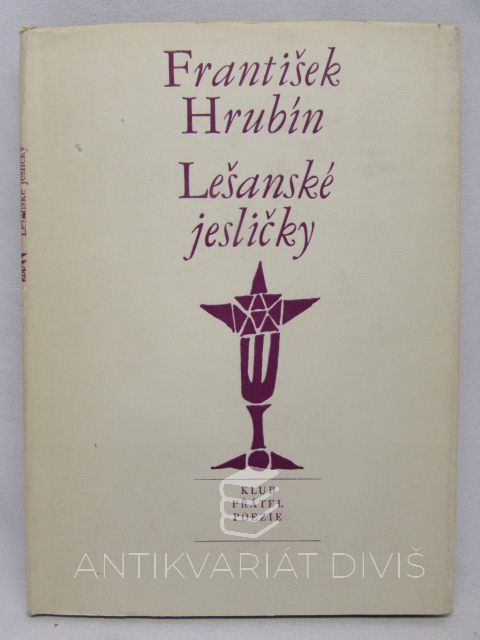 František
Hrubín
Lešanské
jesličky
KLUB
PŘÁTEL
POEZIE
ANTIKVARIÁT DIVIŠ
Lešanské jesličky